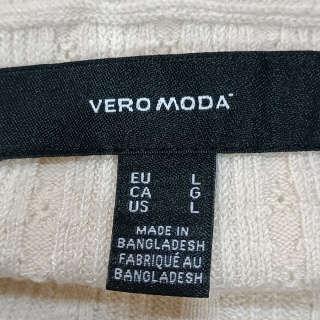 VERO MODA
EU L
CA G
US L
MADE IN
BANGLADESH
FABRIQUÉ AU
BANGLADESH